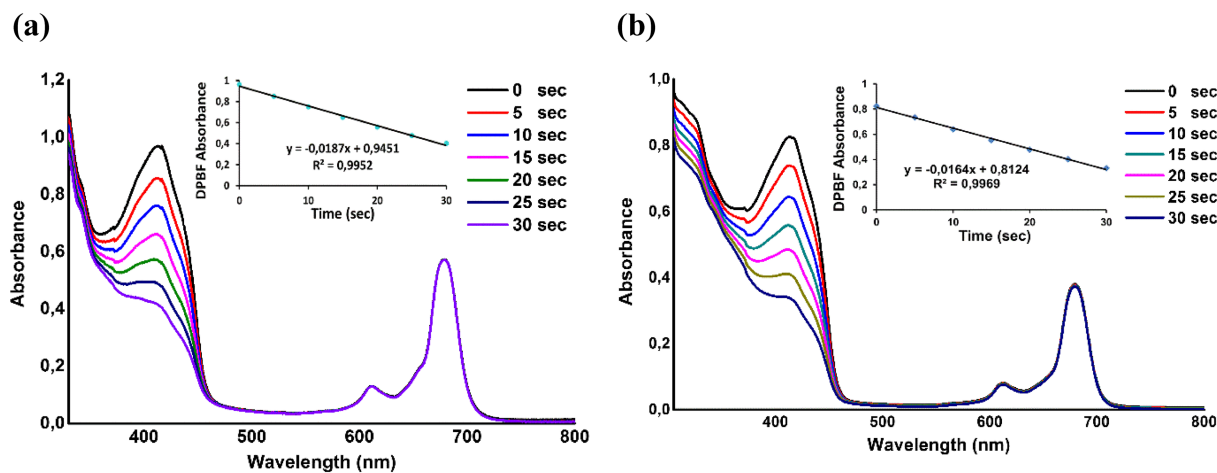 (a)
1,2
1,0
0,8
0,6
0,4
0,2
0,0
Absorbance
400
500
600
700
800
Wavelength (nm)
DPBF Absorbance
1
0,8
0,6
0,4
0,2
0
0
10
20
30
Time (sec)
y = -0,0187x + 0,9451
R² = 0,9952
0 sec
5 sec
10 sec
15 sec
20 sec
25 sec
30 sec
(b)
1,0
0,8
0,6
0,4
0,2
0,0
Absorbance
400
500
600
700
800
Wavelength (nm)
DPBF Absorbance
1
0,8
0,6
0,4
0,2
0
0
10
20
30
Time (sec)
y = -0,0164x + 0,8124
R² = 0,9969
0 sec
5 sec
10 sec
15 sec
20 sec
25 sec
30 sec